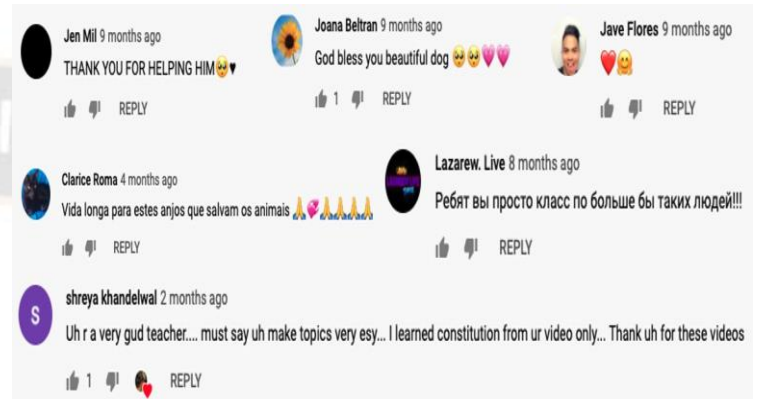 Jen Mil 9 months ago
THANK YOU FOR HELPING HIM🥺♥
REPLY
Joana Beltran 9 months ago
God bless you beautiful dog 🥺🥺💗💗
1 REPLY
Jave Flores 9 months ago
❤️🤗
REPLY
Clarice Roma 4 months ago
Vida longa para estes anjos que salvam os animais 🙏💞🙏🙏🙏🙏
REPLY
Lazarew. Live 8 months ago
Ребят вы просто класс по больше бы таких людей!!!
REPLY
S
shreya khandelwal 2 months ago
Uh r a very gud teacher.... must say uh make topics very esy... I learned constitution from ur video only... Thank uh for these videos
1 REPLY